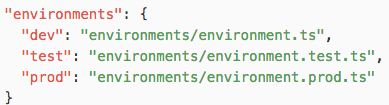 "environments": {
"dev": "environments/environment.ts",
"test": "environments/environment.test.ts",
"prod": "environments/environment.prod.ts"
}